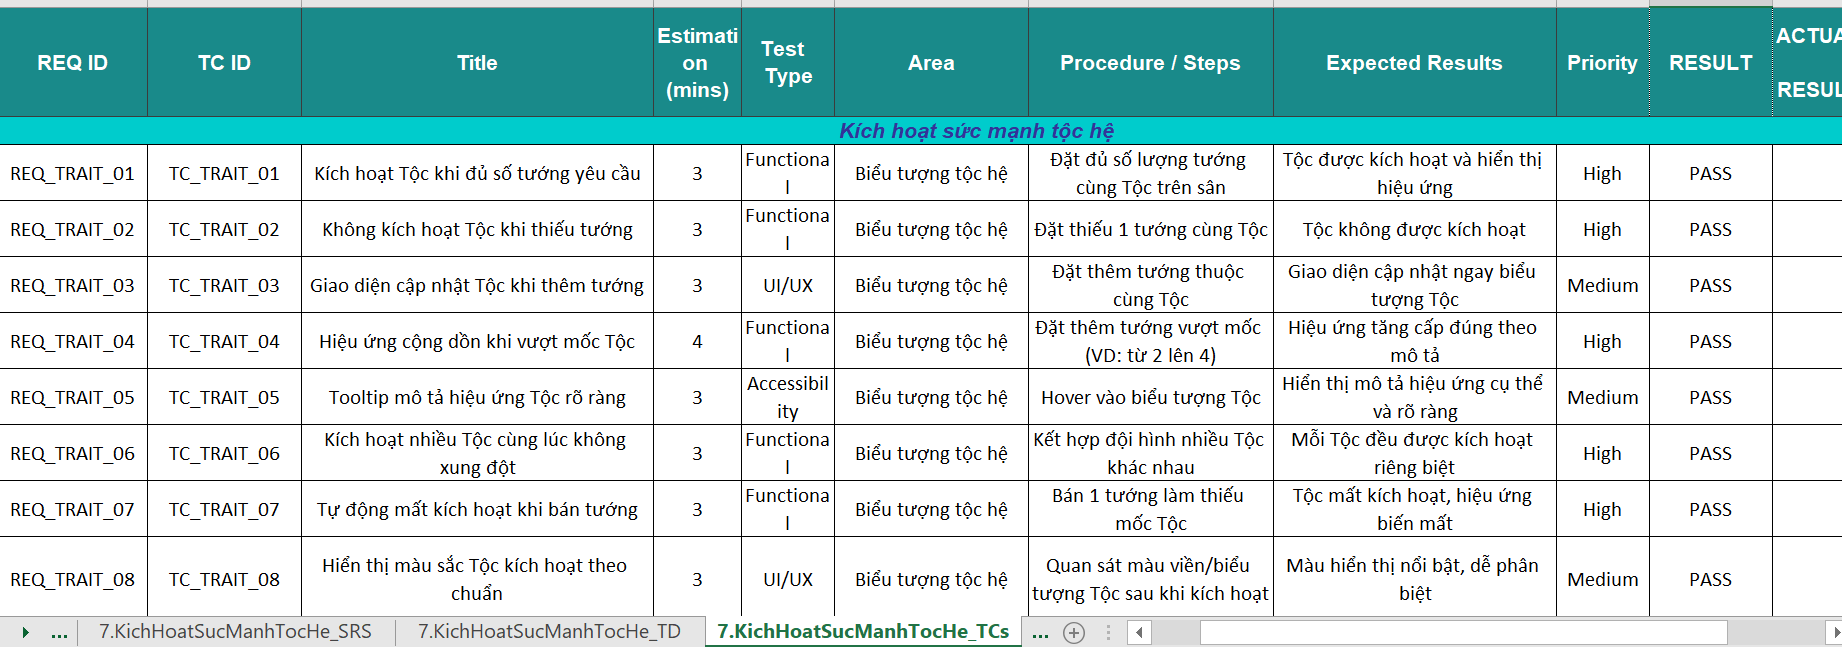 REQ ID TC ID Title Estimati on (mins) Test Type Area Procedure / Steps Expected Results Priority RESULT ACTUA RESUL
Kích hoạt sức mạnh tộc hệ
REQ_TRAIT_01 TC_TRAIT_01 Kích hoạt Tộc khi đủ số tướng yêu cầu 3 Functiona l Biểu tượng tộc hệ Đặt đủ số lượng tướng cùng Tộc trên sân Tộc được kích hoạt và hiển thị hiệu ứng High PASS
REQ_TRAIT_02 TC_TRAIT_02 Không kích hoạt Tộc khi thiếu tướng 3 Functiona l Biểu tượng tộc hệ Đặt thiếu 1 tướng cùng Tộc Tộc không được kích hoạt High PASS
REQ_TRAIT_03 TC_TRAIT_03 Giao diện cập nhật Tộc khi thêm tướng 3 UI/UX Biểu tượng tộc hệ Đặt thêm tướng thuộc cùng Tộc Giao diện cập nhật ngay biểu tượng Tộc Medium PASS
REQ_TRAIT_04 TC_TRAIT_04 Hiệu ứng cộng dồn khi vượt mốc Tộc 4 Functiona l Biểu tượng tộc hệ Đặt thêm tướng vượt mốc (VD: từ 2 lên 4) Hiệu ứng tăng cấp đúng theo mô tả High PASS
REQ_TRAIT_05 TC_TRAIT_05 Tooltip mô tả hiệu ứng Tộc rõ ràng 3 Accessibil ity Biểu tượng tộc hệ Hover vào biểu tượng Tộc Hiển thị mô tả hiệu ứng cụ thể và rõ ràng Medium PASS
REQ_TRAIT_06 TC_TRAIT_06 Kích hoạt nhiều Tộc cùng lúc không xung đột 3 Functiona l Biểu tượng tộc hệ Kết hợp đội hình nhiều Tộc khác nhau Mỗi Tộc đều được kích hoạt riêng biệt High PASS
REQ_TRAIT_07 TC_TRAIT_07 Tự động mất kích hoạt khi bán tướng 3 Functiona l Biểu tượng tộc hệ Bán 1 tướng làm thiếu mốc Tộc Tộc mất kích hoạt, hiệu ứng biến mất High PASS
REQ_TRAIT_08 TC_TRAIT_08 Hiển thị màu sắc Tộc kích hoạt theo chuẩn 3 UI/UX Biểu tượng tộc hệ Quan sát màu viền/biểu tượng Tộc sau khi kích hoạt Màu hiển thị nổi bật, dễ phân biệt Medium PASS
... 7.KichHoatSucManhTocHe_SRS 7.KichHoatSucManhTocHe_TD 7.KichHoatSucManhTocHe_TCs ...